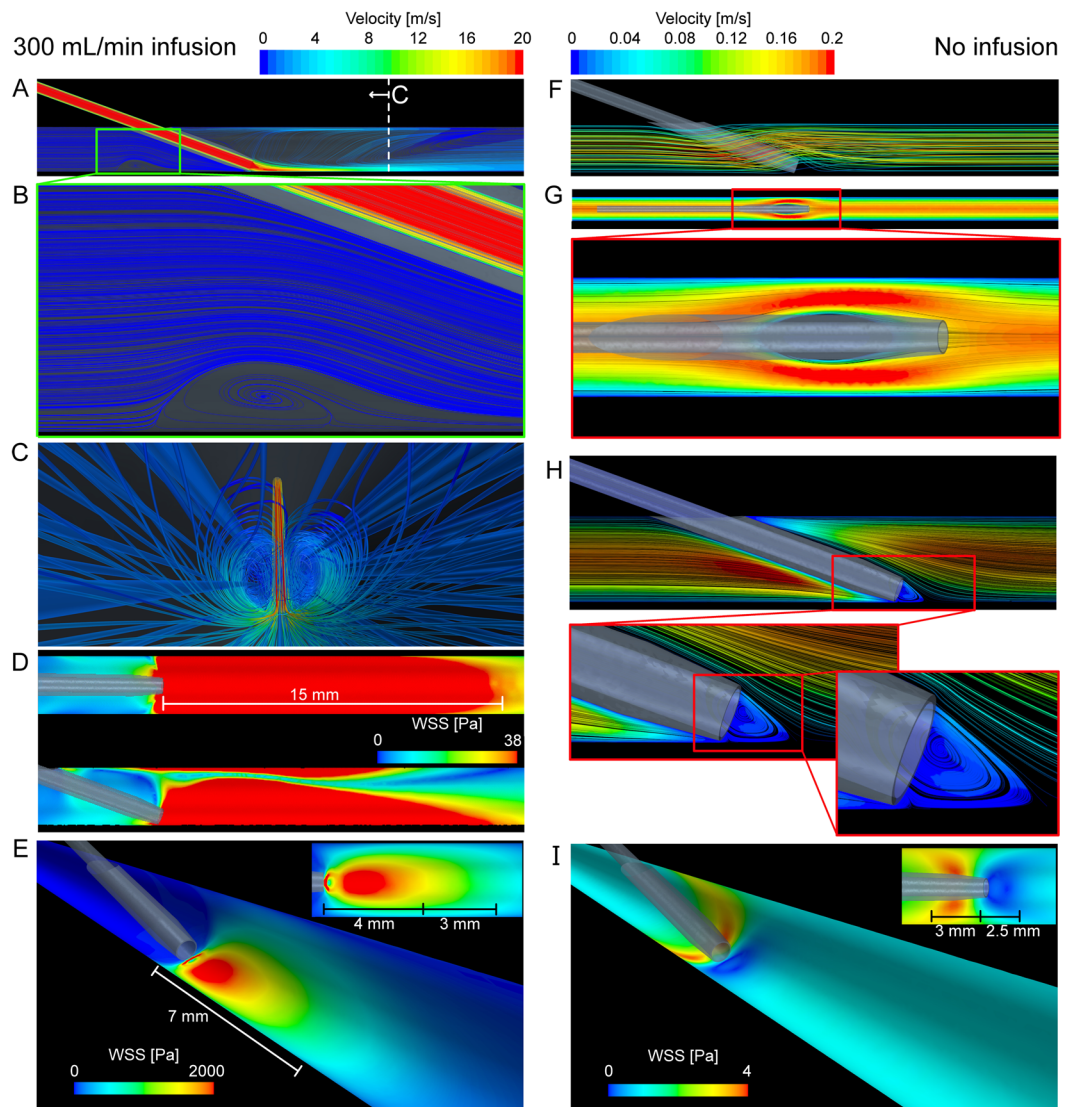 300 mL/min infusion
Velocity [m/s]
0 4 8 12 16 20
Velocity [m/s]
0 0.04 0.08 0.12 0.16 0.2
No infusion
A
C
B
C
D
15 mm
WSS [Pa]
0 38
E
4 mm 3 mm
7 mm
WSS [Pa]
0 2000
F
G
H
I
3 mm 2.5 mm
WSS [Pa]
0 4